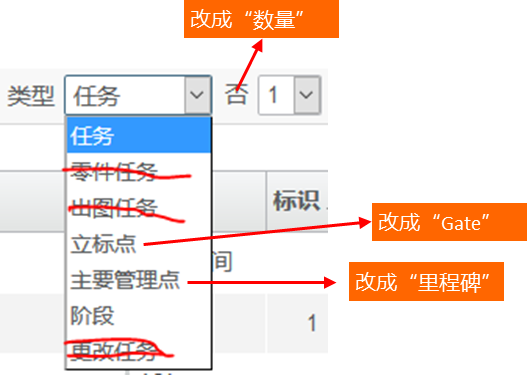 改成“数量”
类型 任务 否 1
任务
零件任务
出图任务
标识
立标点
改成“Gate”
间
主要管理点
改成“里程碑”
阶段
1
更改任务